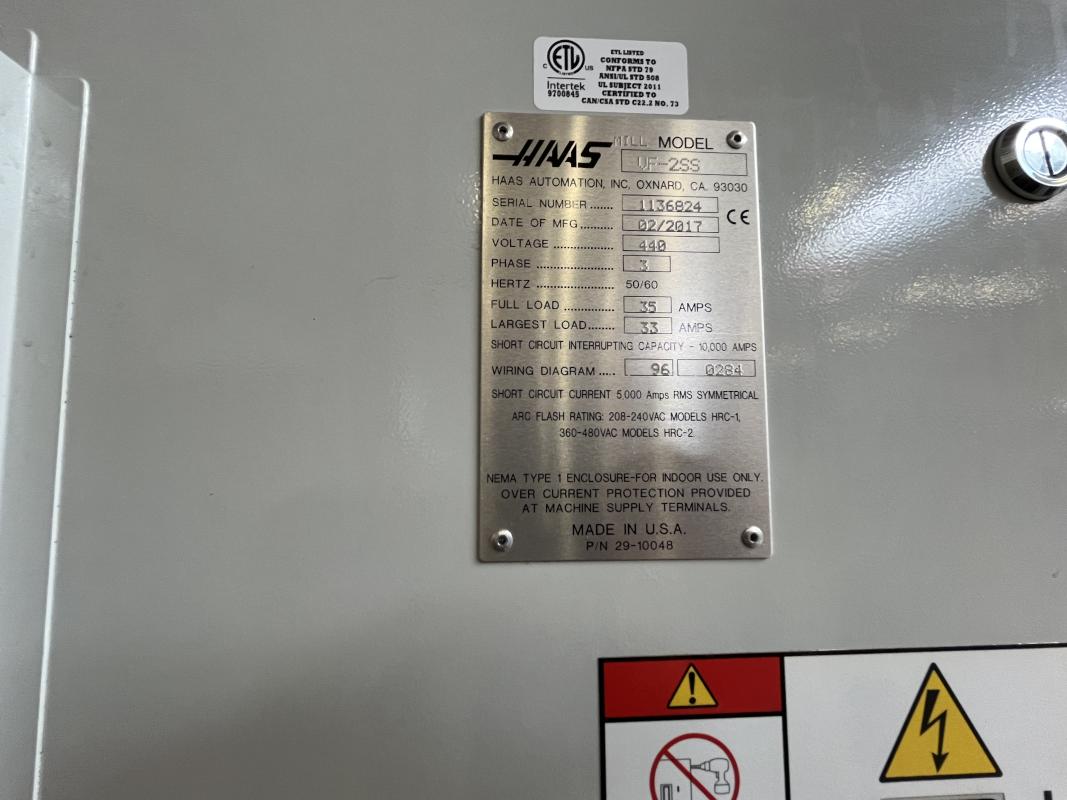 ETL LISTED
CONFORMS TO
NFPA STD 79
ANSI/UL STD 508
UL SUBJECT 2011
CERTIFIED TO
CAN/CSA STD C22.2 NO. 73
C ETL US
Intertek
9700845
HAAS MILL MODEL
VF-2SS
HAAS AUTOMATION, INC. OXNARD, CA. 93030
SERIAL NUMBER ....... 1136824
CE
DATE OF MFG .......... 02/2017
VOLTAGE .................. 440
PHASE ....................... 3
HERTZ ....................... 50/60
FULL LOAD ............... 35 AMPS
LARGEST LOAD........ 33 AMPS
SHORT CIRCUIT INTERRUPTING CAPACITY - 10,000 AMPS
WIRING DIAGRAM ..... 96 0284
SHORT CIRCUIT CURRENT 5,000 Amps RMS SYMMETRICAL
ARC FLASH RATING: 208-240VAC MODELS HRC-1,
360-480VAC MODELS HRC-2
NEMA TYPE 1 ENCLOSURE-FOR INDOOR USE ONLY.
OVER CURRENT PROTECTION PROVIDED
AT MACHINE SUPPLY TERMINALS.
MADE IN U.S.A.
P/N 29-10048